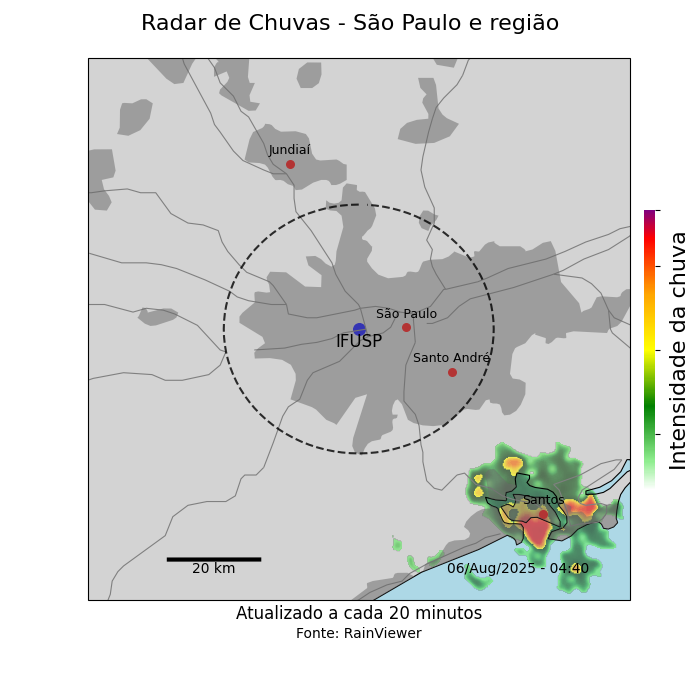 Radar de Chuvas - São Paulo e região
Jundiaí
São Paulo
IFUSP
Santo André
Intensidade da chuva
Santos
20 km
06/Aug/2025 - 04:40
Atualizado a cada 20 minutos
Fonte: RainViewer